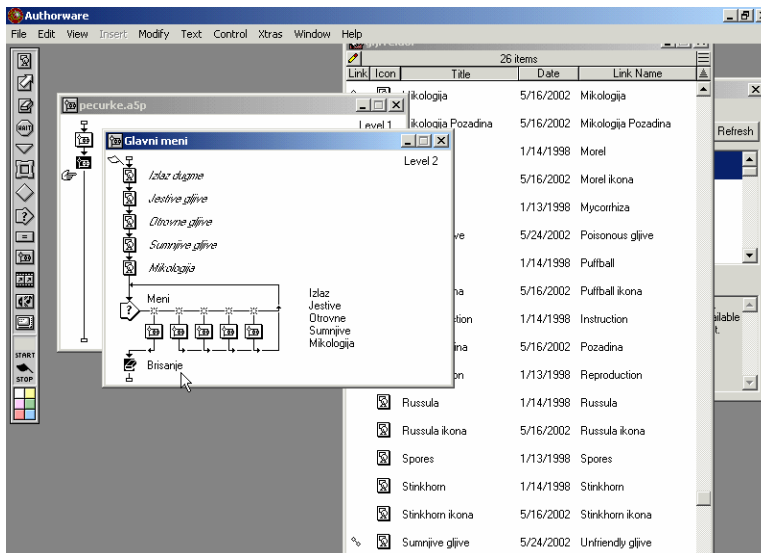 Authorware
File Edit View Insert Modify Text Control Xtras Window Help
26 items
Link Icon Title Date Link Name
Mikologija 5/16/2002 Mikologija
Mikologija Pozadina 5/16/2002 Mikologija Pozadina
1/14/1998 Morel
5/16/2002 Morel ikona
1/13/1998 Mycorrhiza
5/24/2002 Poisonous gljive
1/14/1998 Puffball
5/16/2002 Puffball ikona
1/14/1998 Instruction
5/16/2002 Pozadina
1/13/1998 Reproduction
Russula 1/14/1998 Russula
Russula ikona 5/16/2002 Russula ikona
Spores 1/13/1998 Spores
Stinkhorn 1/14/1998 Stinkhorn
Stinkhorn ikona 5/16/2002 Stinkhorn ikona
Sumnjive gljive 5/24/2002 Unfriendly gljive
Refresh
pecurke.a5p
Level 1
Glavni meni
Level 2
Izlaz dugme
Jestive gljive
Otrovne gljive
Sumnjive gljive
Mikologija
Meni
Izlaz
Jestive
Otrovne
Sumnjive
Mikologija
Brisanje
WAIT
START
STOP